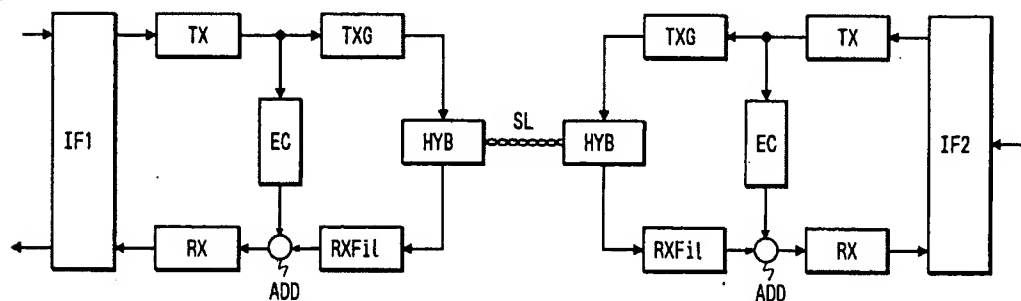 TX
TXG
TXG
TX
IF1
EC
HYB
SL
HYB
EC
IF2
RX
RXFil
RXFil
RX
ADD
ADD